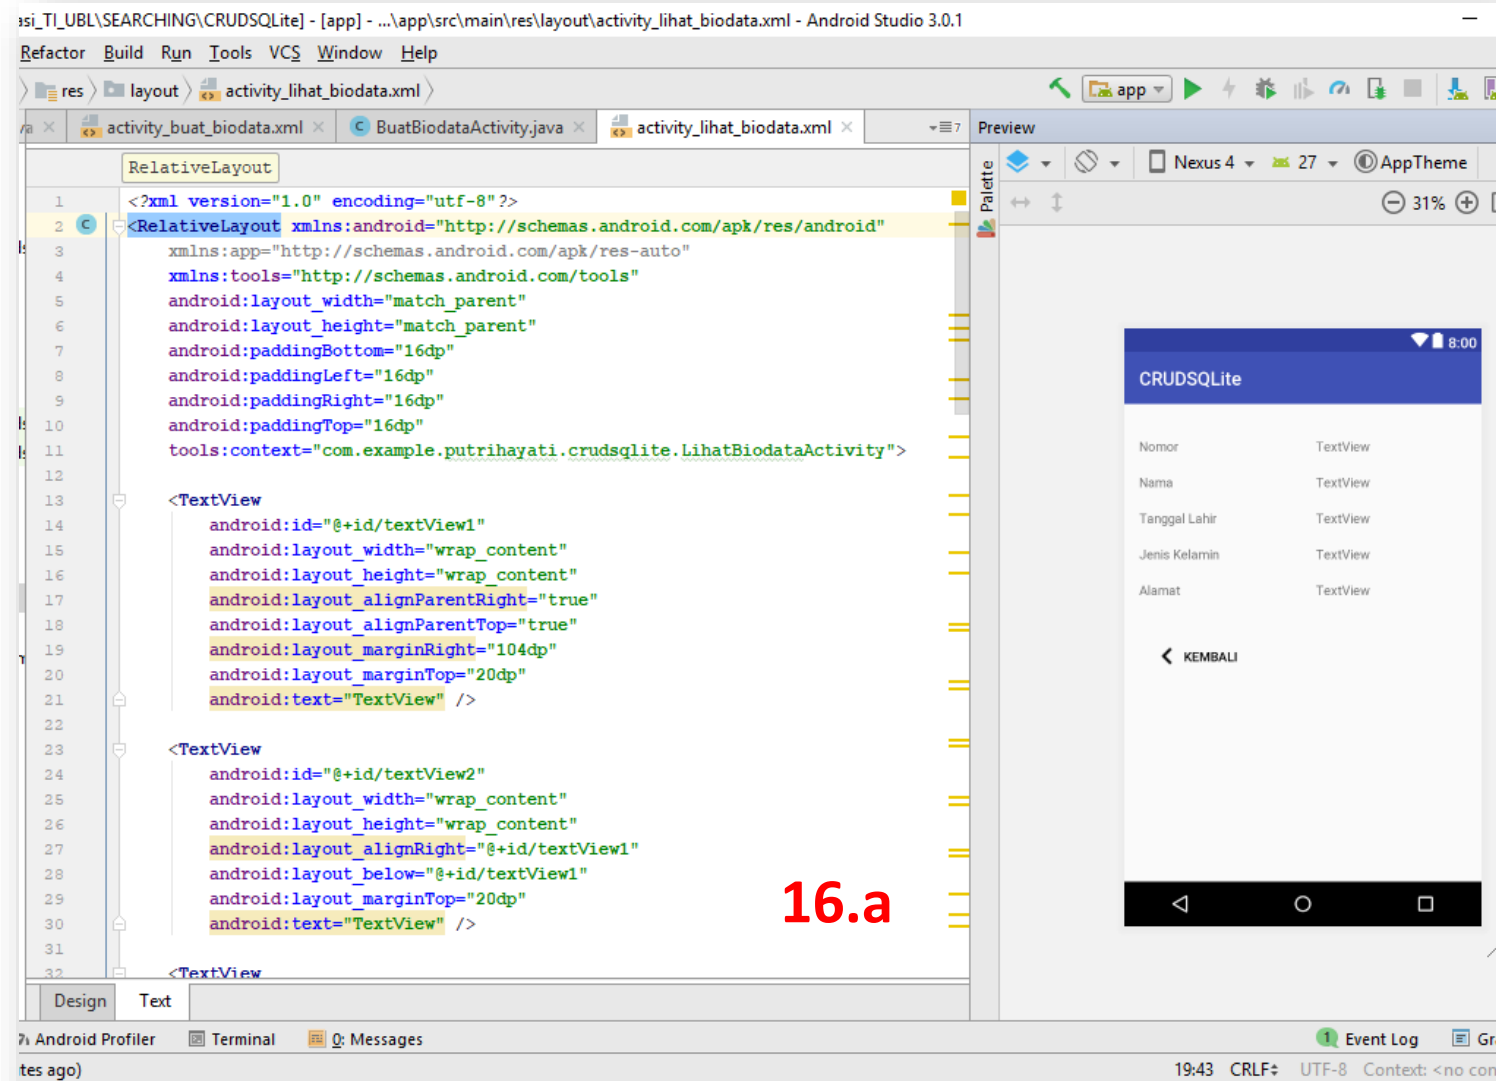 asi_TI_UBL\SEARCHING\CRUDSQLite] - [app] - ...\app\src\main\res\layout\activity_lihat_biodata.xml - Android Studio 3.0.1
Refactor Build Run Tools VCS Window Help
res layout activity_lihat_biodata.xml
app
activity_buat_biodata.xml BuatBiodataActivity.java activity_lihat_biodata.xml 7
Preview
Palette
Nexus 4 27 AppTheme
31%
RelativeLayout
1 <?xml version="1.0" encoding="utf-8"?>
2 <RelativeLayout xmlns:android="http://schemas.android.com/apk/res/android"
3 xmlns:app="http://schemas.android.com/apk/res-auto"
4 xmlns:tools="http://schemas.android.com/tools"
5 android:layout_width="match_parent"
6 android:layout_height="match_parent"
7 android:paddingBottom="16dp"
8 android:paddingLeft="16dp"
9 android:paddingRight="16dp"
10 android:paddingTop="16dp"
11 tools:context="com.example.putrihayati.crudsqlite.LihatBiodataActivity">
12
13 <TextView
14 android:id="@+id/textView1"
15 android:layout_width="wrap_content"
16 android:layout_height="wrap_content"
17 android:layout_alignParentRight="true"
18 android:layout_alignParentTop="true"
19 android:layout_marginRight="104dp"
20 android:layout_marginTop="20dp"
21 android:text="TextView" />
22
23 <TextView
24 android:id="@+id/textView2"
25 android:layout_width="wrap_content"
26 android:layout_height="wrap_content"
27 android:layout_alignRight="@+id/textView1"
28 android:layout_below="@+id/textView1"
29 android:layout_marginTop="20dp"
30 android:text="TextView" />
31
32 <TextView
16.a
8:00
CRUDSQLite
Nomor TextView
Nama TextView
Tanggal Lahir TextView
Jenis Kelamin TextView
Alamat TextView
KEMBALI
Design Text
Android Profiler Terminal 0: Messages 1 Event Log Gra
tes ago) 19:43 CRLF UTF-8 Context: <no con